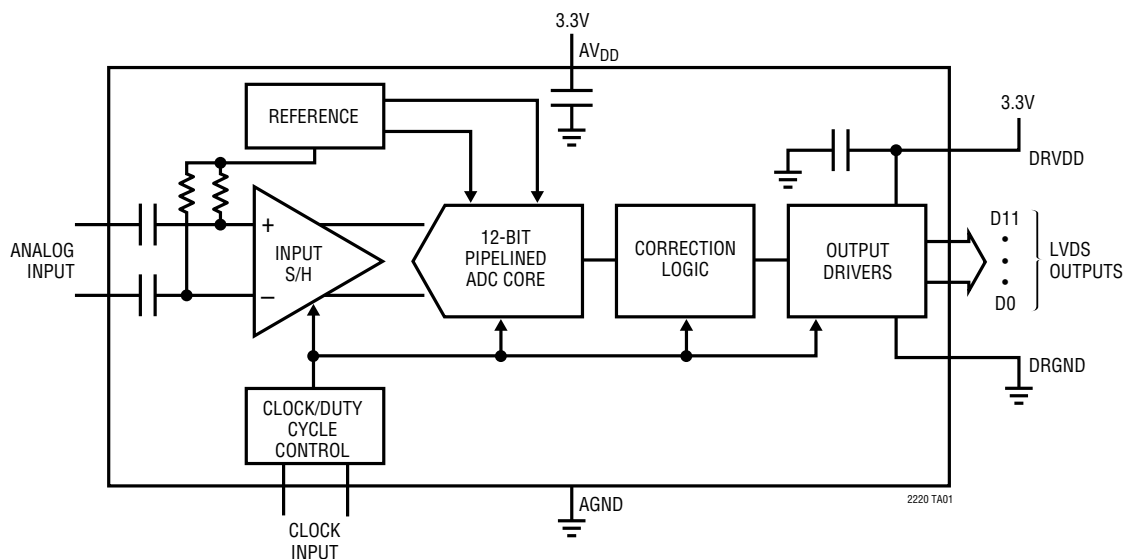 3.3V
AVDD
REFERENCE
3.3V
DRVDD
ANALOG
INPUT
+
–
INPUT
S/H
12-BIT
PIPELINED
ADC CORE
CORRECTION
LOGIC
OUTPUT
DRIVERS
D11
•
•
•
D0
LVDS
OUTPUTS
DRGND
CLOCK/DUTY
CYCLE
CONTROL
AGND
2220 TA01
CLOCK
INPUT